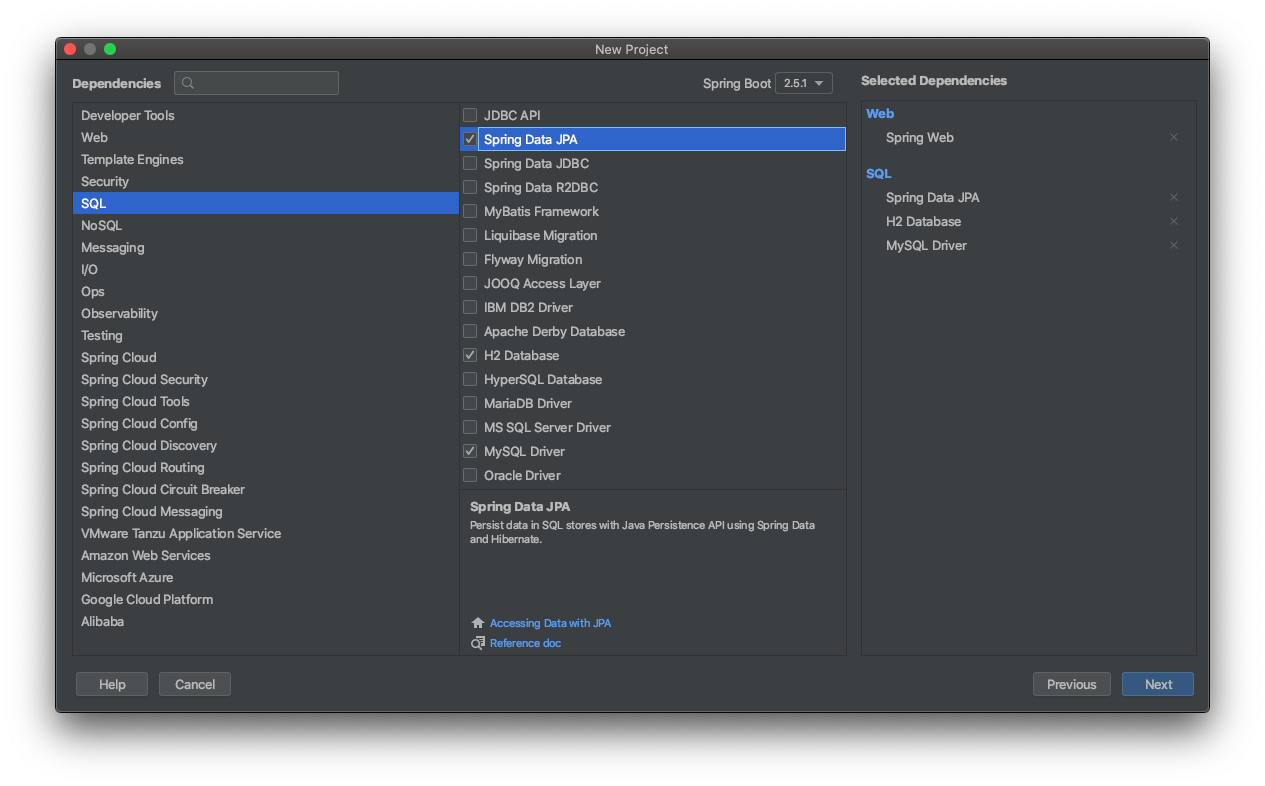 New Project
Dependencies
Spring Boot 2.5.1
Selected Dependencies
Developer Tools
Web
Template Engines
Security
SQL
NoSQL
Messaging
I/O
Ops
Observability
Testing
Spring Cloud
Spring Cloud Security
Spring Cloud Tools
Spring Cloud Config
Spring Cloud Discovery
Spring Cloud Routing
Spring Cloud Circuit Breaker
Spring Cloud Messaging
VMware Tanzu Application Service
Amazon Web Services
Microsoft Azure
Google Cloud Platform
Alibaba
JDBC API
Spring Data JPA
Spring Data JDBC
Spring Data R2DBC
MyBatis Framework
Liquibase Migration
Flyway Migration
JOOQ Access Layer
IBM DB2 Driver
Apache Derby Database
H2 Database
HyperSQL Database
MariaDB Driver
MS SQL Server Driver
MySQL Driver
Oracle Driver
Spring Data JPA
Persist data in SQL stores with Java Persistence API using Spring Data
and Hibernate.
Accessing Data with JPA
Reference doc
Web
Spring Web
SQL
Spring Data JPA
H2 Database
MySQL Driver
Help
Cancel
Previous
Next